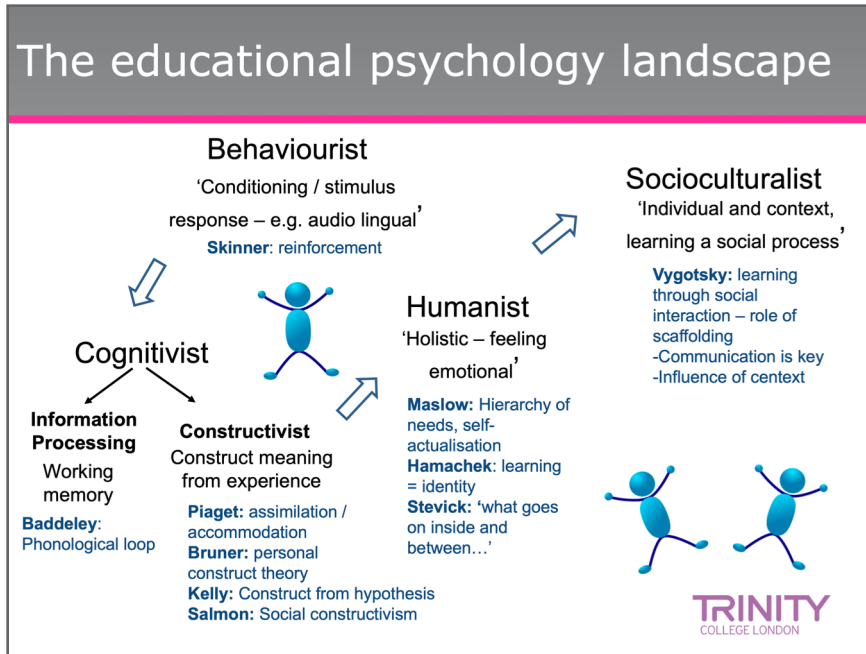 The educational psychology landscape
Behaviourist
‘Conditioning / stimulus
response – e.g. audio lingual’
Skinner: reinforcement
Cognitivist
Information
Processing
Working
memory
Baddeley:
Phonological loop
Constructivist
Construct meaning
from experience
Piaget: assimilation /
accommodation
Bruner: personal
construct theory
Kelly: Construct from hypothesis
Salmon: Social constructivism
Humanist
‘Holistic – feeling
emotional’
Maslow: Hierarchy of
needs, self-
actualisation
Hamachek: learning
= identity
Stevick: ‘what goes
on inside and
between…’
Socioculturalist
‘Individual and context,
learning a social process’
Vygotsky: learning
through social
interaction – role of
scaffolding
-Communication is key
-Influence of centext
TRINITY
COLLEGE LONDON